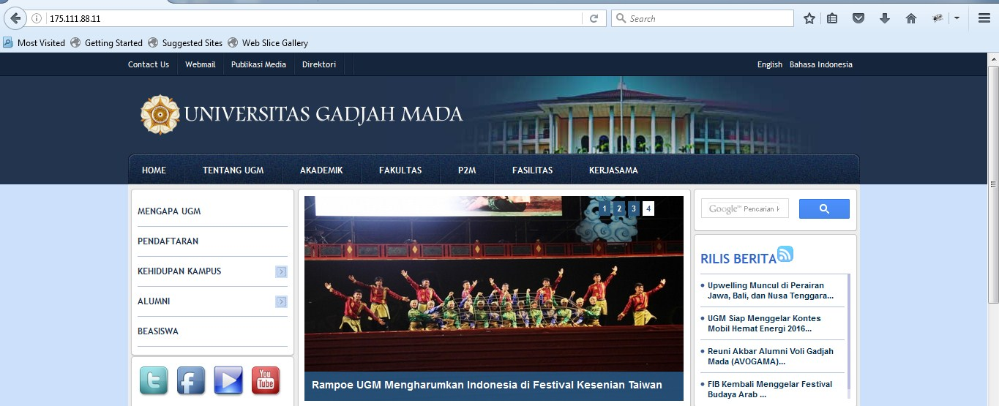 175.111.88.11
Search
Most Visited
Getting Started
Suggested Sites
Web Slice Gallery
Contact Us
Webmail
Publikasi Media
Direktori
English
Bahasa Indonesia
UNIVERSITAS GADJAH MADA
HOME
TENTANG UGM
AKADEMIK
FAKULTAS
P2M
FASILITAS
KERJASAMA
MENGAPA UGM
PENDAFTARAN
KEHIDUPAN KAMPUS
ALUMNI
BEASISWA
1 2 3 4
Rampoe UGM Mengharumkan Indonesia di Festival Kesenian Taiwan
Google™ Pencarian
RILIS BERITA
Upwelling Muncul di Perairan
Jawa, Bali, dan Nusa Tenggara...
UGM Siap Menggelar Kontes
Mobil Hemat Energi 2016...
Reuni Akbar Alumni Voli Gadjah
Mada (AVOGAMA)...
FIB Kembali Menggelar Festival
Budaya Arab ...
t
f
You
Tube